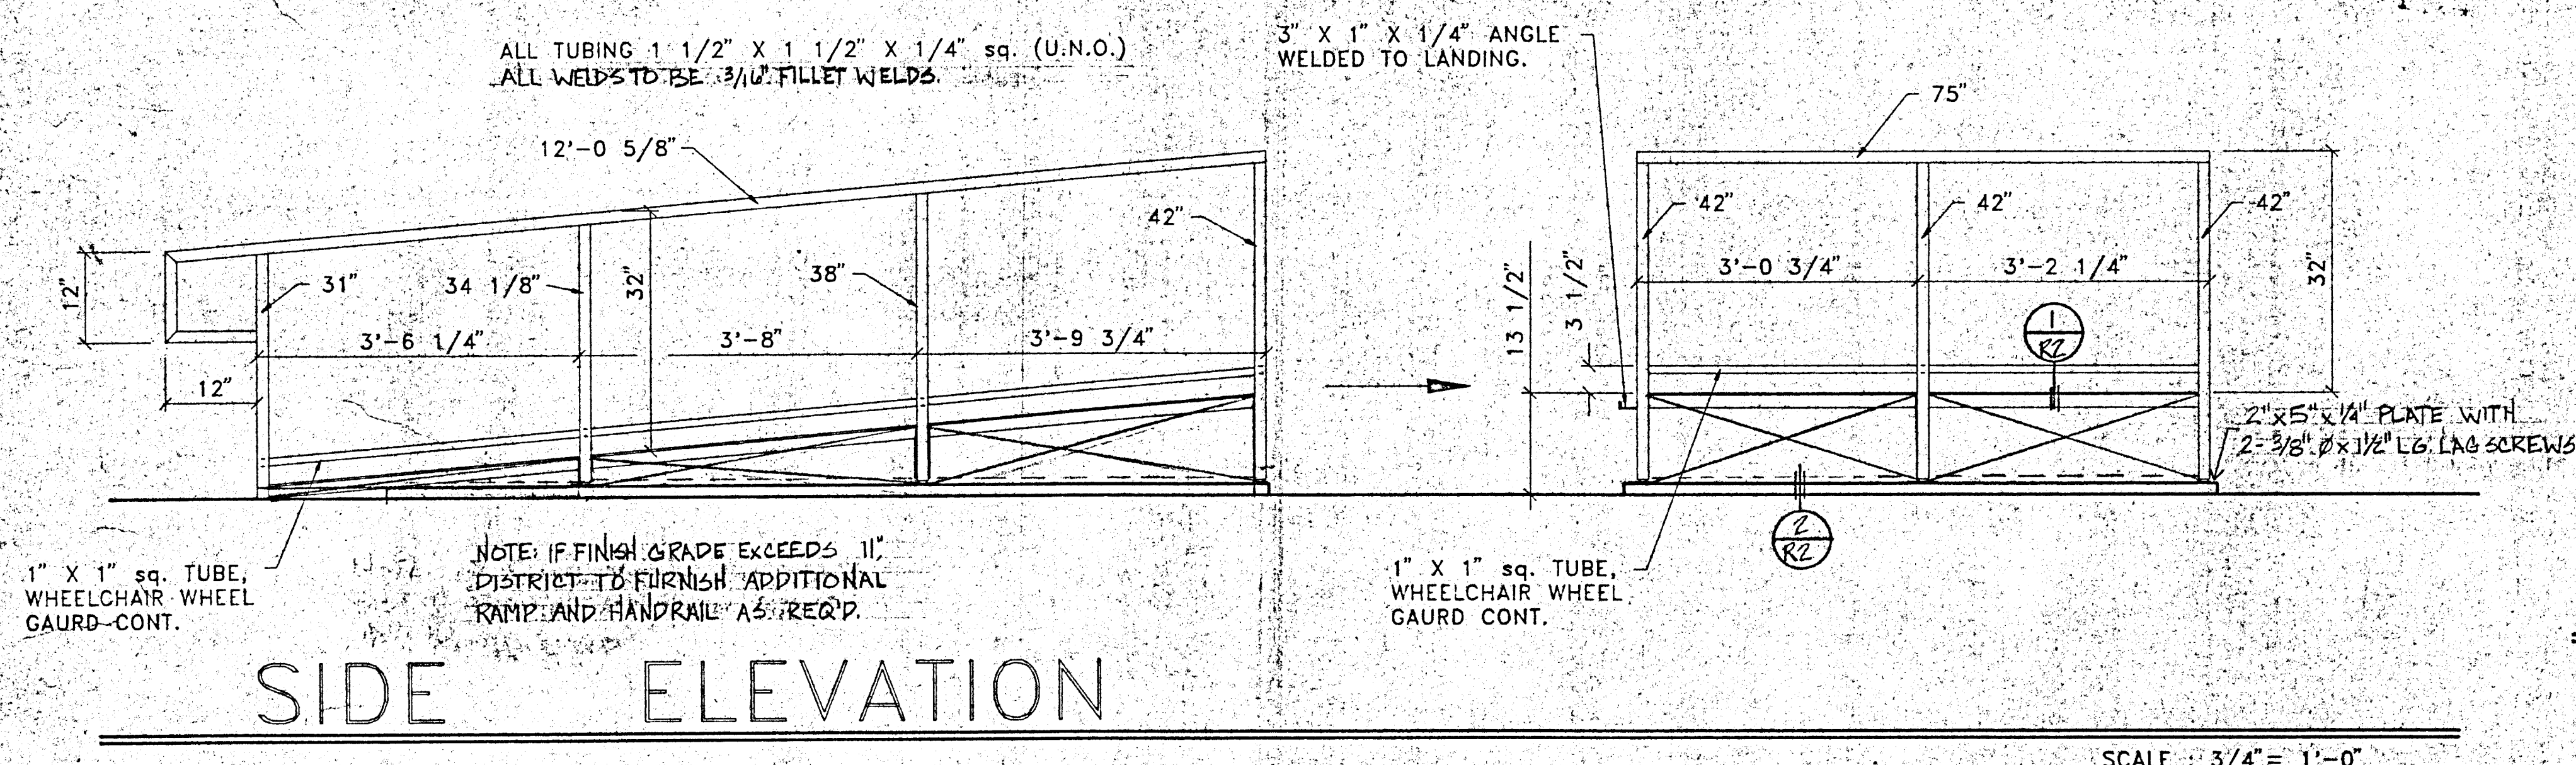 ALL TUBING 1 1/2" X 1 1/2" X 1/4" sq. (U.N.O.)
ALL WELDS TO BE 3/16" FILLET WELDS.
3" X 1" X 1/4" ANGLE
WELDED TO LANDING.
75"
12'-0 5/8"
12"
12"
31"
34 1/8"
32"
38"
42"
3'-6 1/4"
3'-8"
3'-9 3/4"
13 1/2"
3 1/2"
42"
42"
42"
3'-0 3/4"
3'-2 1/4"
32"
1
R2
2"x5"x1/4" PLATE WITH
2-3/8" Ø x 1 1/2" LG. LAG SCREWS
2
R2
1" X 1" sq. TUBE,
WHEELCHAIR WHEEL
GAURD CONT.
NOTE: IF FINISH GRADE EXCEEDS 11",
DISTRICT TO FURNISH ADDITIONAL
RAMP AND HANDRAIL AS REQ'D.
1" X 1" sq. TUBE,
WHEELCHAIR WHEEL
GAURD CONT.
SIDE ELEVATION
SCALE : 3/4" = 1'-0"